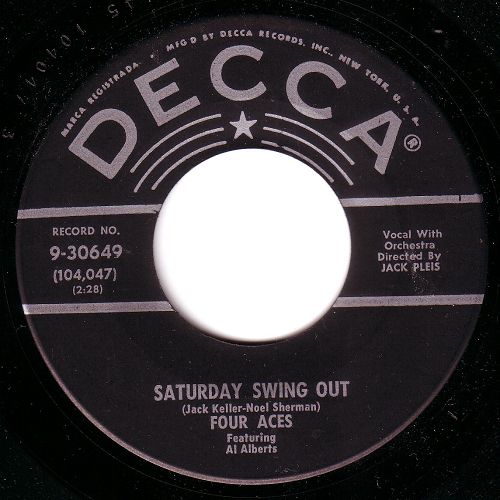 MARCA REGISTRADA • MFG'D BY DECCA RECORDS, INC., NEW YORK, U. S. A.
DECCA®
RECORD NO.
9-30649
(104,047)
(2:28)
Vocal With
Orchestra
Directed By
JACK PLEIS
SATURDAY SWING OUT
(Jack Keller-Noel Sherman)
FOUR ACES
Featuring
Al Alberts